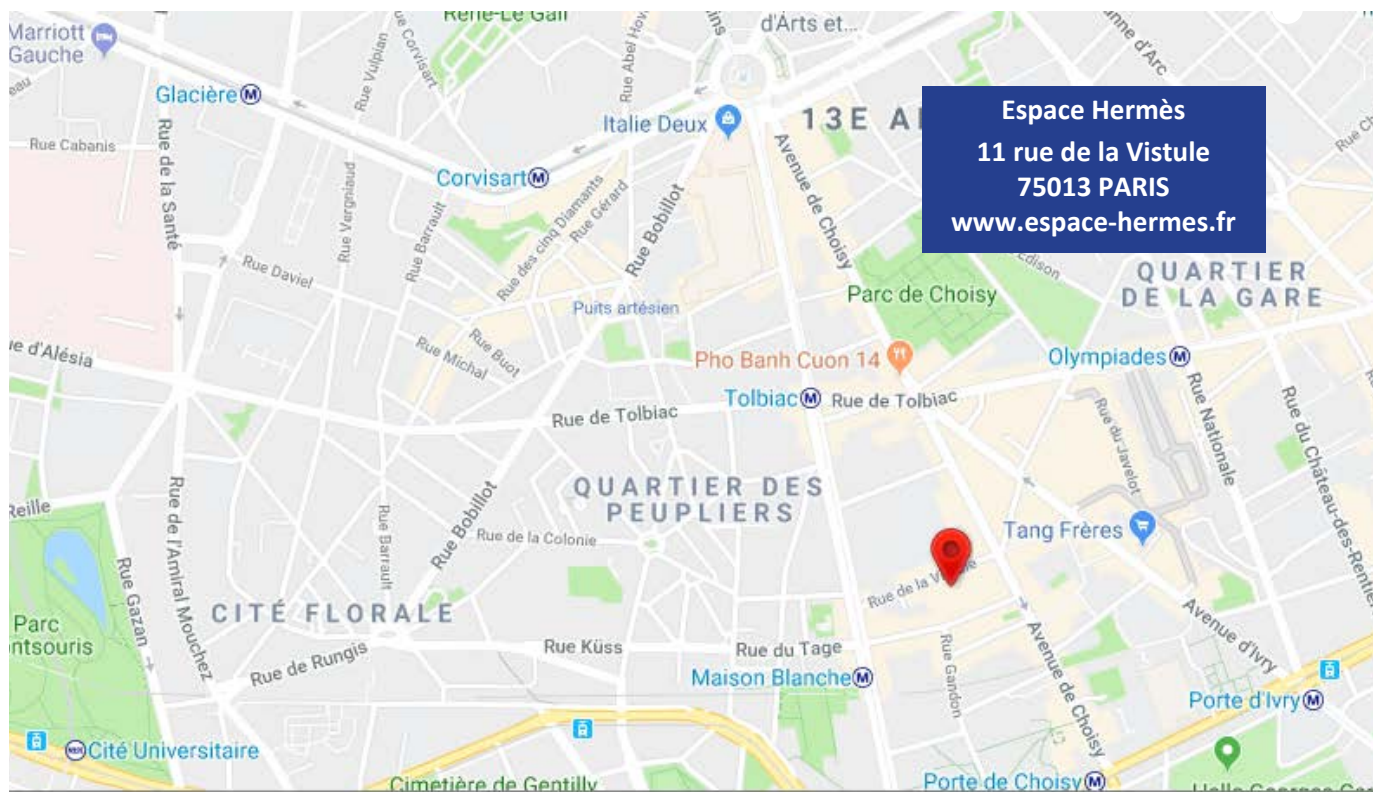 René-Le Gall
d'Arts et...
Marriott
Gauche
Rue Vulpian
Rue Corvisart
Rue Abel Hov
anne d'Arc
Glacière
Italie Deux
13E A
Espace Hermès
11 rue de la Vistule
75013 PARIS
www.espace-hermes.fr
Rue Cabanis
Rue de la Santé
Corvisart
Rue Vergniaud
Rue Barrault
Rue des cinq Diamants
Rue Gérard
Rue Bobillot
Avenue de Choisy
Edison
Rue Daviel
Puits artésien
Parc de Choisy
QUARTIER
DE LA GARE
e d'Alésia
Rue Michal
Rue Buot
Pho Banh Cuon 14
Olympiades
Tolbiac
Rue de Tolbiac
Rue de Tolbiac
Rue du Javelot
Rue Nationale
Rue du Château-des-Rentiers
QUARTIER DES
PEUPLIERS
Reille
Rue de l'Amiral Mouchez
Rue Barrault
Rue Bobillot
Rue de la Colonie
Tang Frères
Rue de la V
le
Rue Gazan
CITÉ FLORALE
Parc
ntsouris
Rue de Rungis
Rue Küss
Rue du Tage
Rue Gandon
Avenue de Choisy
Avenue d'Ivry
Maison Blanche
Porte d'Ivry
Cité Universitaire
Cimetière de Gentilly
Porte de Choisy